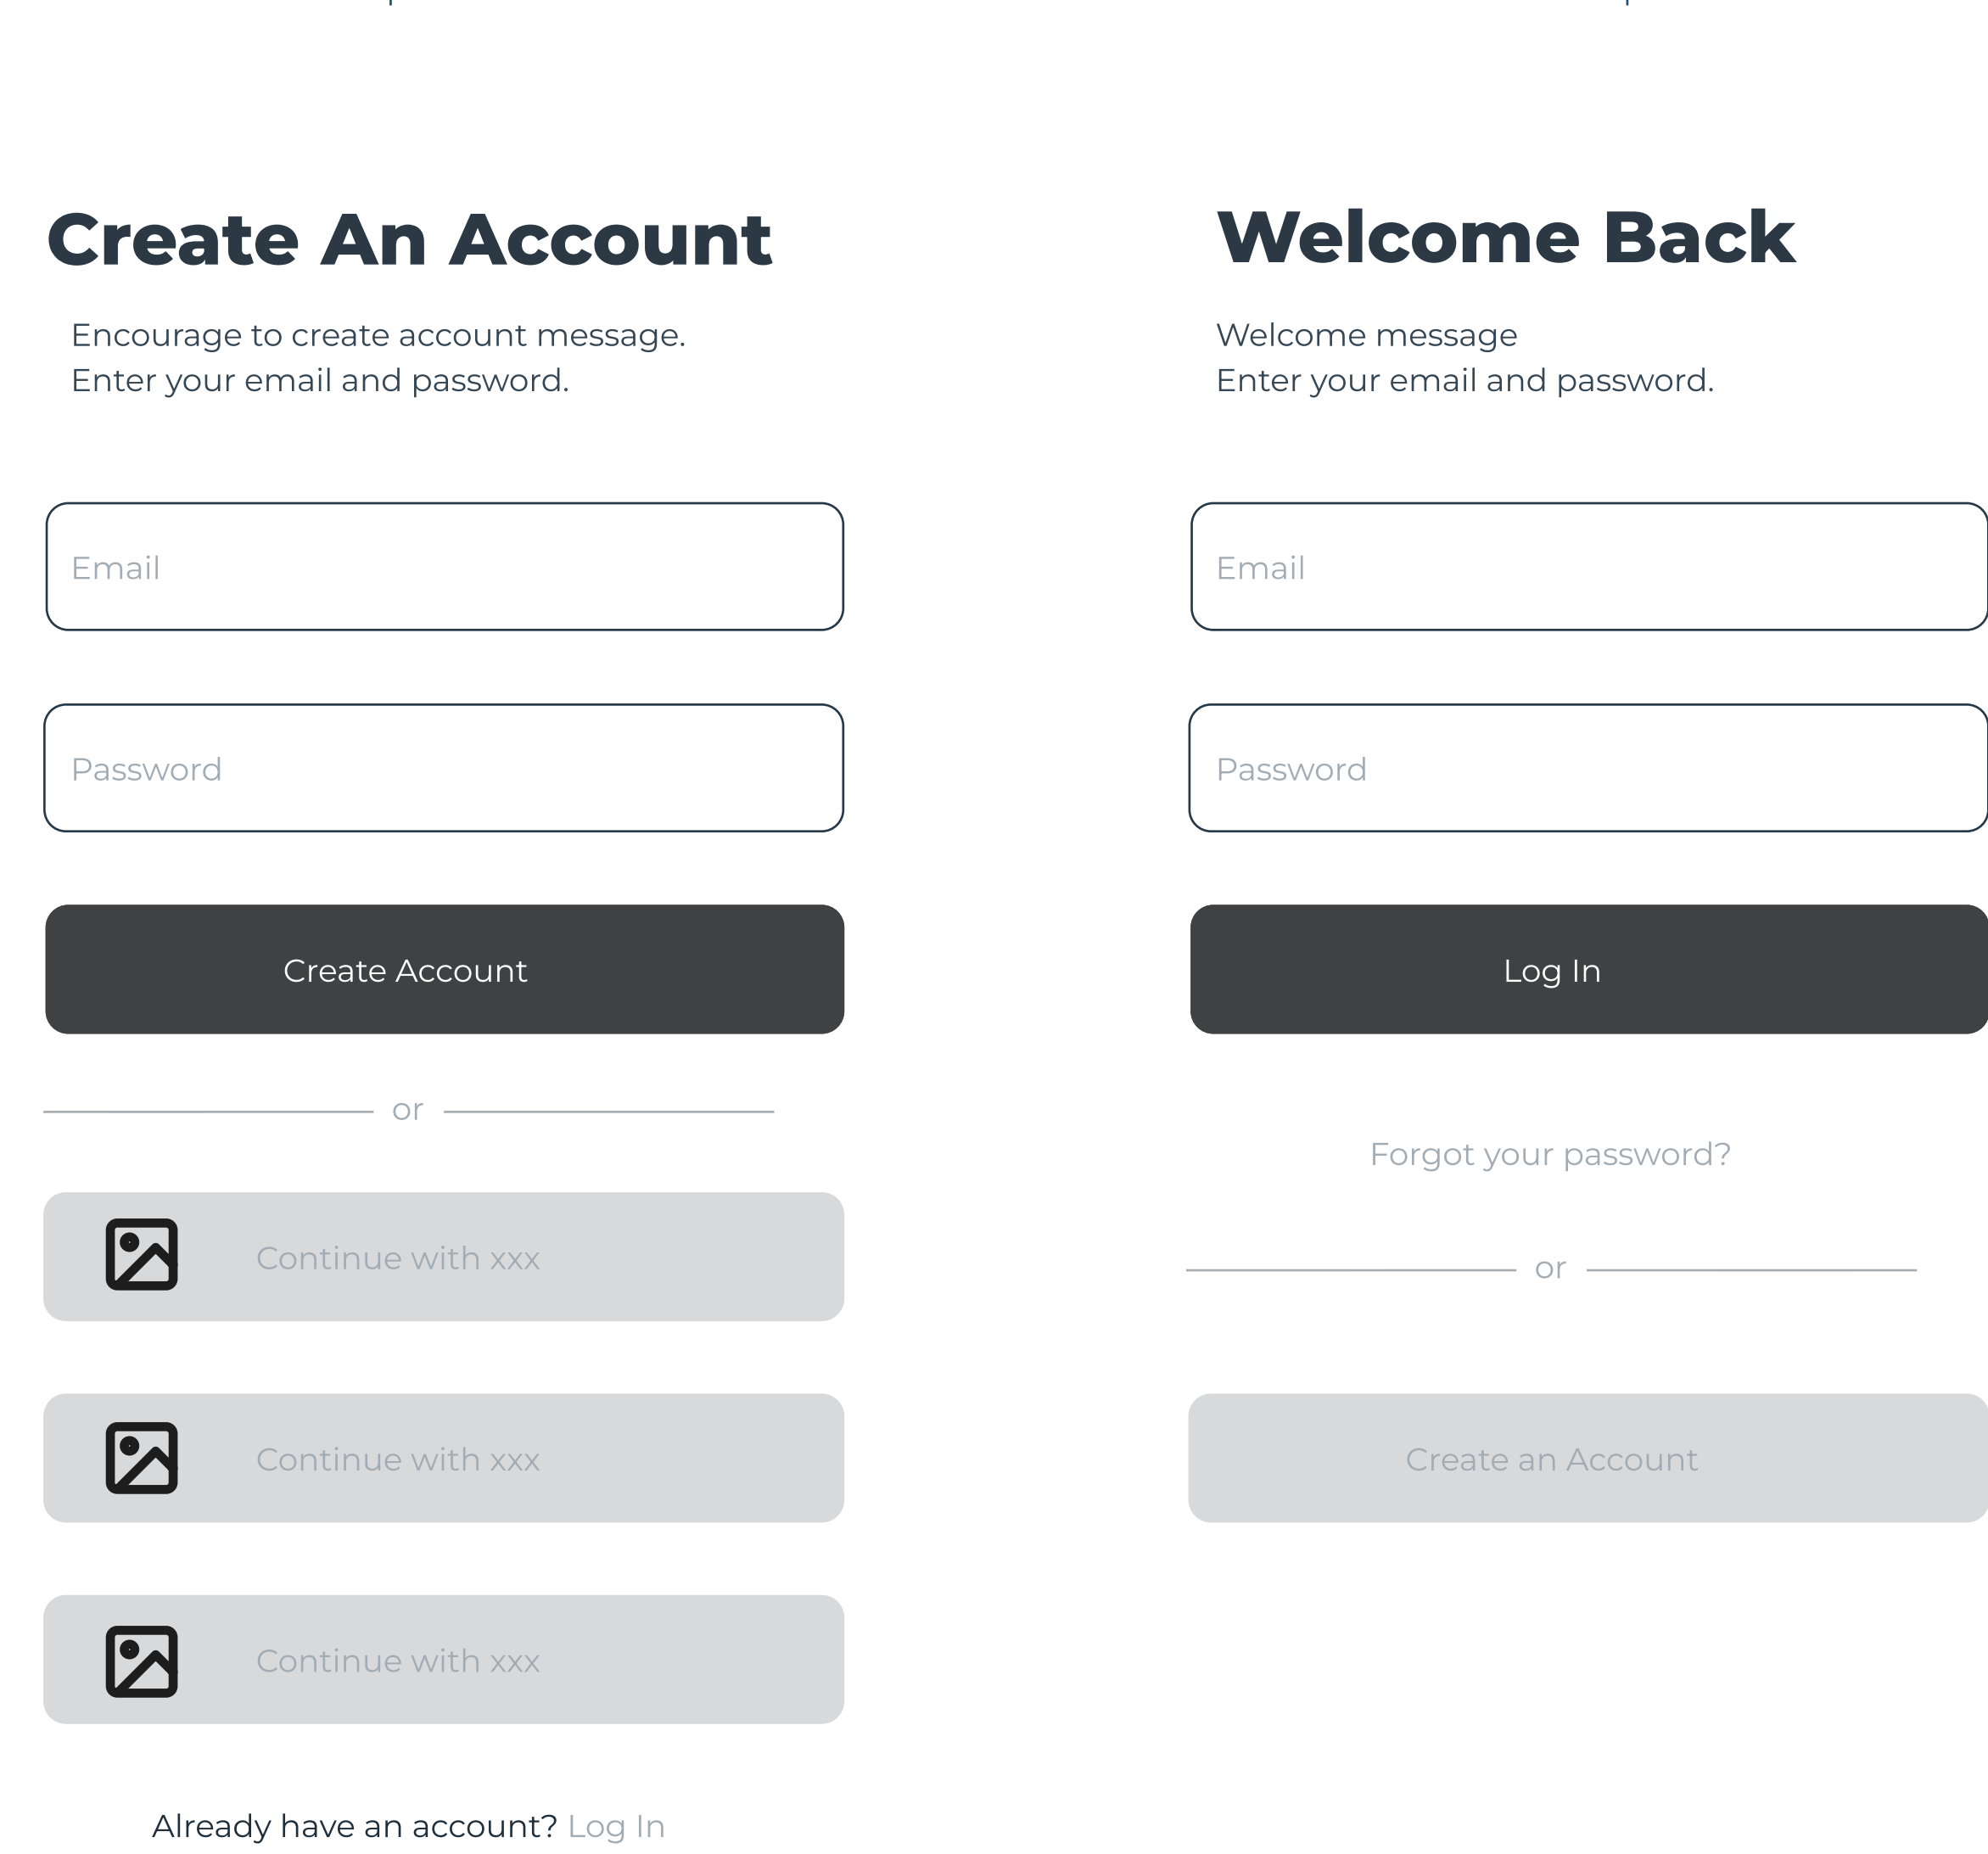 Create An Account
Encourage to create account message.
Enter your email and password.
Email
Password
Create Account
or
Continue with xxx
Continue with xxx
Continue with xxx
Already have an account? Log In
Welcome Back
Welcome message
Enter your email and password.
Email
Password
Log In
Forgot your password?
or
Create an Account